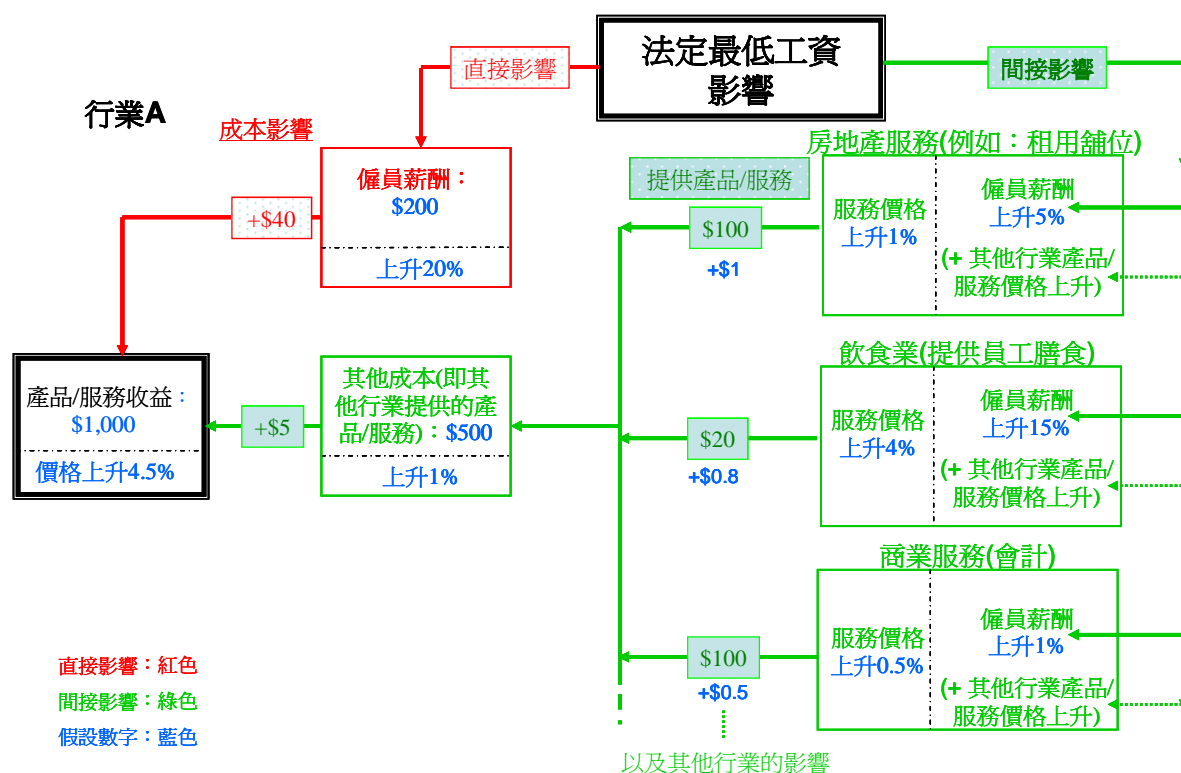 法定最低工資
影響
直接影響
間接影響
行業A
成本影響
僱員薪酬：
$200
上升20%
+$40
產品/服務收益：
$1,000
價格上升4.5%
+$5
其他成本(即其
他行業提供的產
品/服務)：$500
上升1%
提供產品/服務
房地產服務(例如：租用舖位)
$100
+$1
服務價格
上升1%
僱員薪酬
上升5%
(+ 其他行業產品/
服務價格上升)
飲食業(提供員工膳食)
$20
+$0.8
服務價格
上升4%
僱員薪酬
上升15%
(+ 其他行業產品/
服務價格上升)
商業服務(會計)
$100
+$0.5
服務價格
上升0.5%
僱員薪酬
上升1%
(+ 其他行業產品/
服務價格上升)
以及其他行業的影響
直接影響：紅色
間接影響：綠色
假設數字：藍色